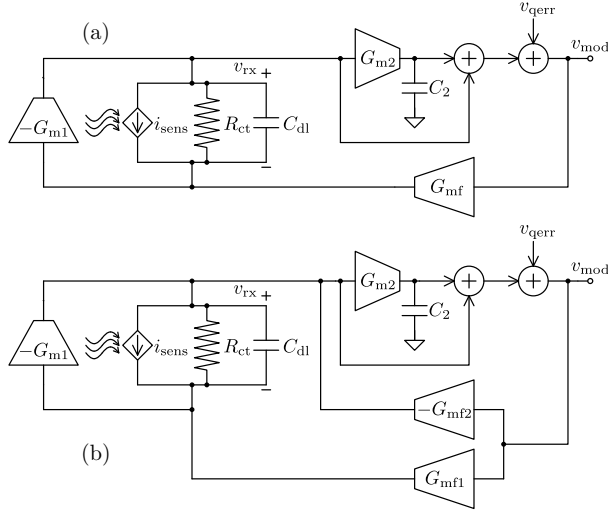 (a)
v_qerr
v_mod
G_m2
+
+
v_rx
+
−G_m1
i_sens
R_ct
C_dl
C_2
−
G_mf
v_qerr
v_mod
G_m2
+
+
v_rx
+
−G_m1
i_sens
R_ct
C_dl
C_2
−
−G_mf2
(b)
G_mf1